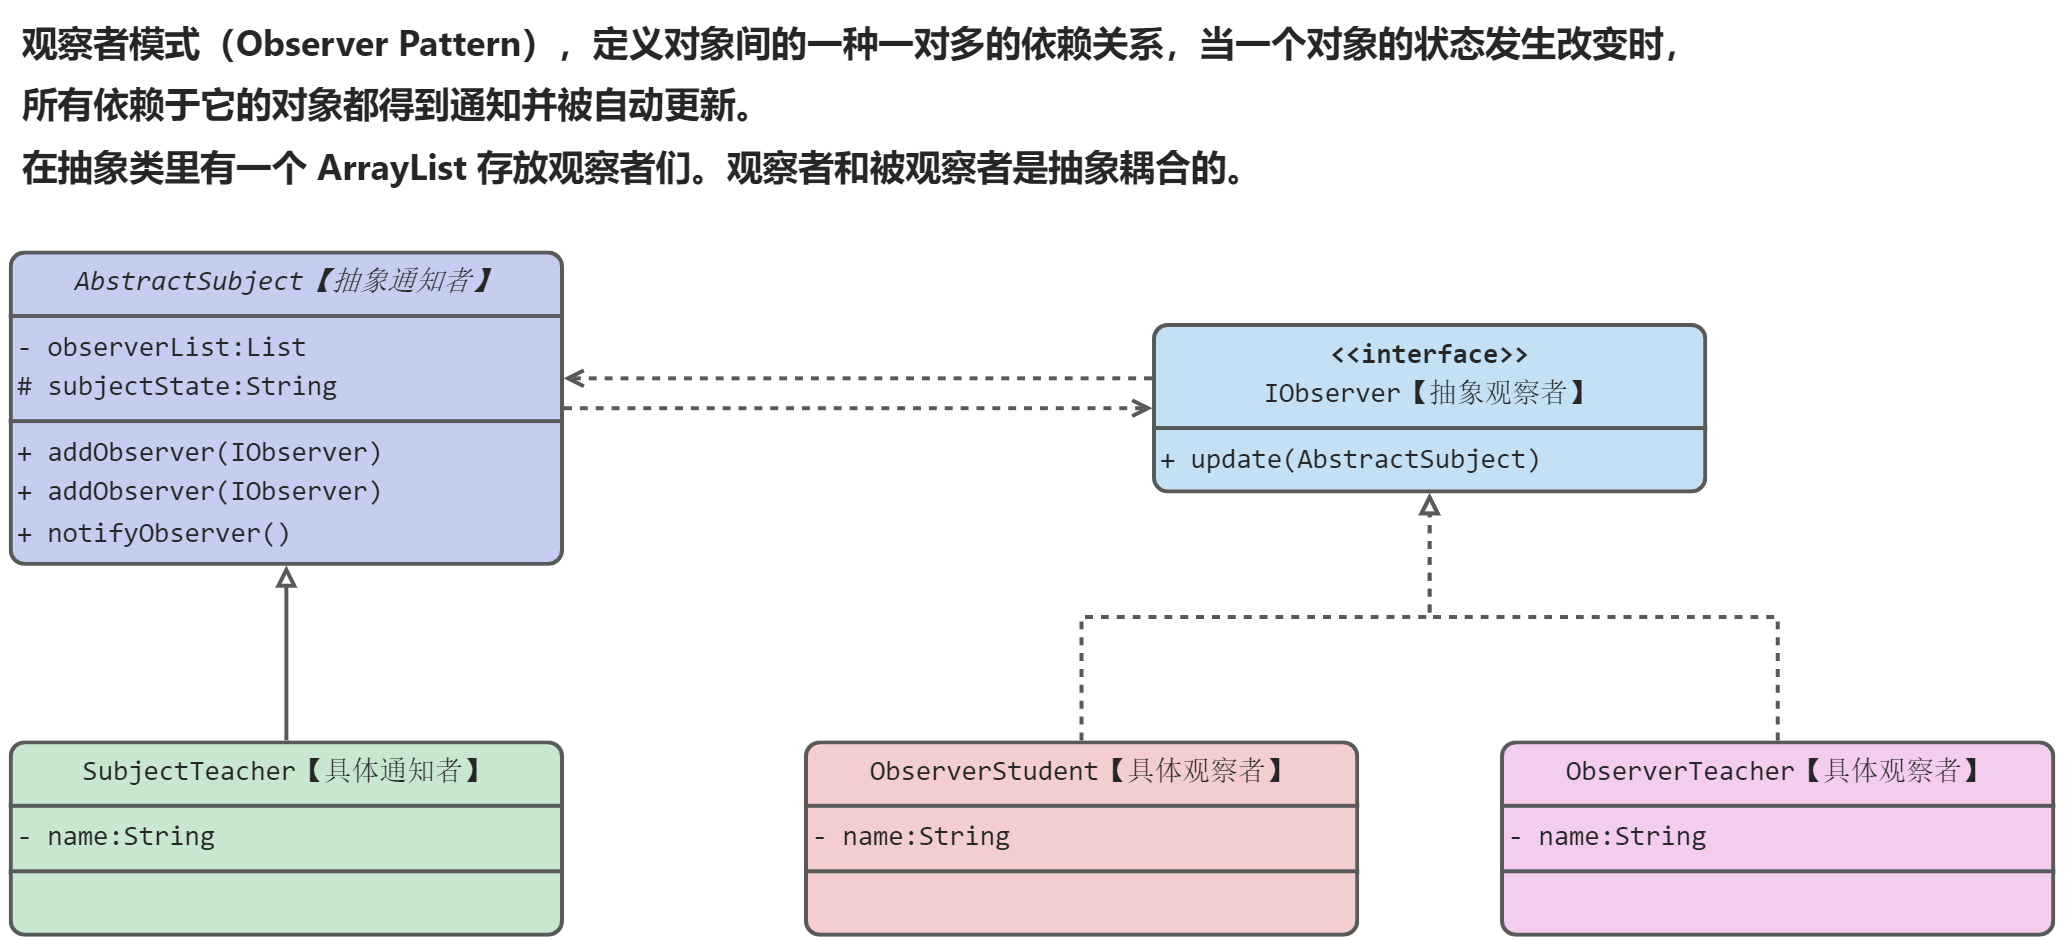 观察者模式（Observer Pattern），定义对象间的一种一对多的依赖关系，当一个对象的状态发生改变时，
所有依赖于它的对象都得到通知并被自动更新。
在抽象类里有一个 ArrayList 存放观察者们。观察者和被观察者是抽象耦合的。
AbstractSubject【抽象通知者】
- observerList:List
# subjectState:String
+ addObserver(IObserver)
+ addObserver(IObserver)
+ notifyObserver()
<<interface>>
IObserver【抽象观察者】
+ update(AbstractSubject)
SubjectTeacher【具体通知者】
- name:String
ObserverStudent【具体观察者】
- name:String
ObserverTeacher【具体观察者】
- name:String